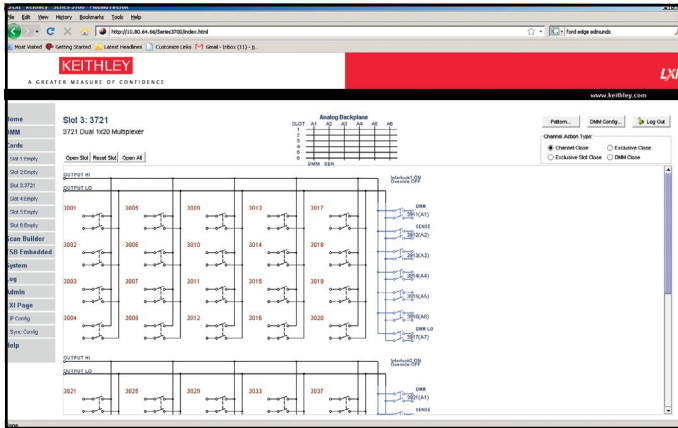 Series 3700 - Mozilla Firefox
File Edit View History Bookmarks Tools Help
http://10.80.64.66/Series3700/index.html
ford edge edmunds
Most Visited Getting Started Latest Headlines Customize Links Gmail - Inbox (11) - g...
KEITHLEY
A GREATER MEASURE OF CONFIDENCE
LXI
www.keithley.com
Home
DMM
Cards
Slot 1:Empty
Slot 2:Empty
Slot 3:3721
Slot 4:Empty
Slot 5:Empty
Slot 6:Empty
Scan Builder
TSB Embedded
System
Log
Admin
LXI Page
IP Config
Sync Config
Help
Slot 3: 3721
3721 Dual 1x20 Multiplexer
Open Slot Reset Slot Open All
Analog Backplane
SLOT A1 A2 A3 A4 A5 A6
1
2
3
4
5
6
DMM SEN
Pattern... DMM Config... Log Out
Channel Action Type:
Channel Close Exclusive Close
Exclusive Slot Close DMM Close
OUTPUT HI
OUTPUT LO
Interlock1 ON
Override:OFF
3001 3005 3009 3013 3017
DMM
3911(A1)
SENSE
3912(A2)
3002 3006 3010 3014 3018
3913(A3)
3914(A4)
3003 3007 3011 3015 3019
3915(A5)
3004 3008 3012 3016 3020
3916(A6)
DMM LO
3917(A7)
OUTPUT HI
OUTPUT LO
Interlock2 ON
Override:OFF
3021 3025 3029 3033 3037
DMM
3921(A1)
SENSE
Done